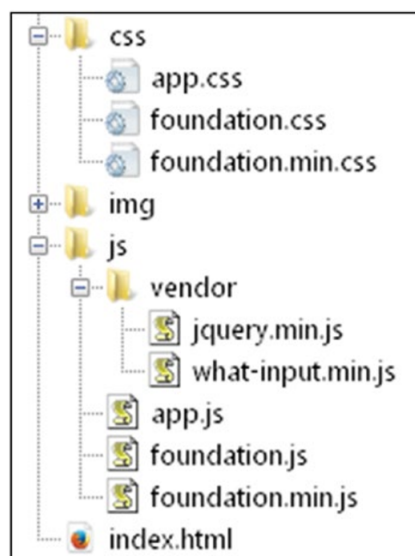 css
app.css
foundation.css
foundation.min.css
img
js
vendor
jquery.min.js
what-input.min.js
app.js
foundation.js
foundation.min.js
index.html